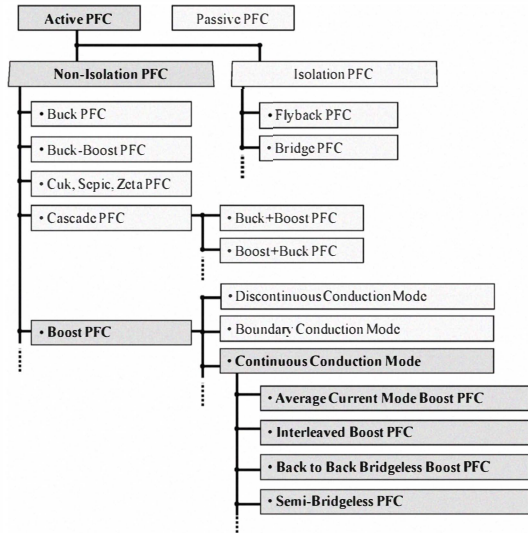 Active PFC
Passive PFC
Non-Isolation PFC
Isolation PFC
• Buck PFC
• Flyback PFC
• Buck-Boost PFC
• Bridge PFC
• Cuk, Sepic, Zeta PFC
• Cascade PFC
• Buck+Boost PFC
• Boost+Buck PFC
• Discontinuous Conduction Mode
• Boost PFC
• Boundary Conduction Mode
• Continuous Conduction Mode
• Average Current Mode Boost PFC
• Interleaved Boost PFC
• Back to Back Bridgeless Boost PFC
• Semi-Bridgeless PFC